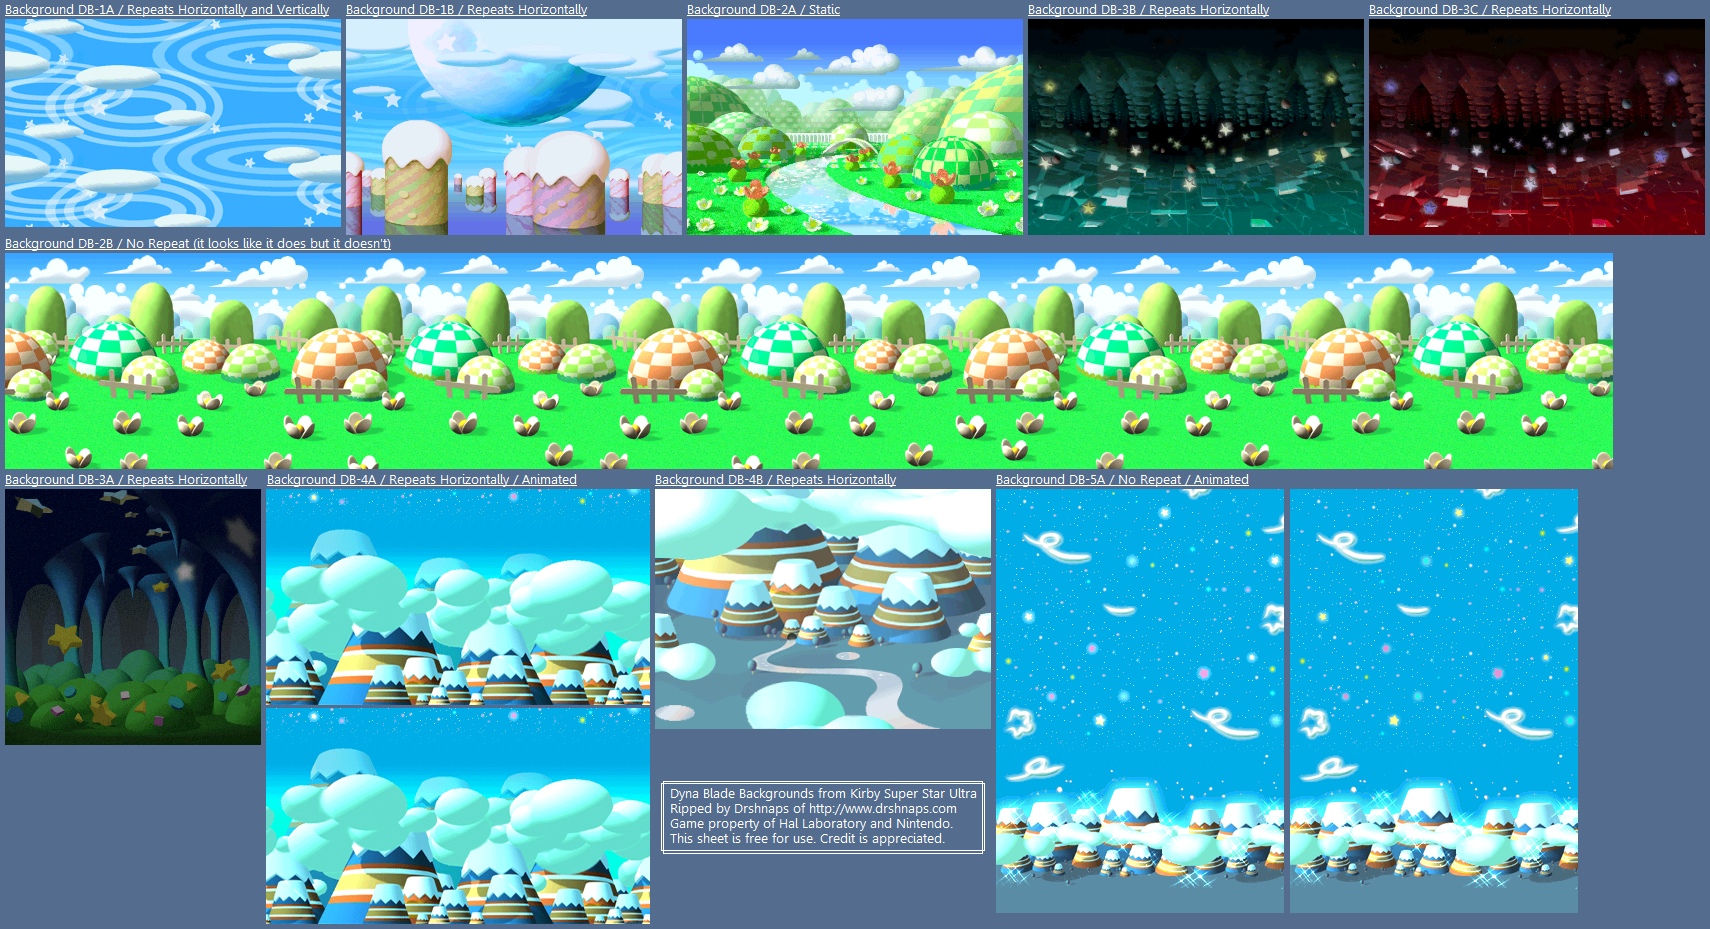 Background DB-1A / Repeats Horizontally and Vertically
Background DB-1B / Repeats Horizontally
Background DB-2A / Static
Background DB-3B / Repeats Horizontally
Background DB-3C / Repeats Horizontally
Background DB-2B / No Repeat (it looks like it does but it doesn't)
Background DB-3A / Repeats Horizontally
Background DB-4A / Repeats Horizontally / Animated
Background DB-4B / Repeats Horizontally
Background DB-5A / No Repeat / Animated
Dyna Blade Backgrounds from Kirby Super Star Ultra
Ripped by Drshnaps of http://www.drshnaps.com
Game property of Hal Laboratory and Nintendo.
This sheet is free for use. Credit is appreciated.